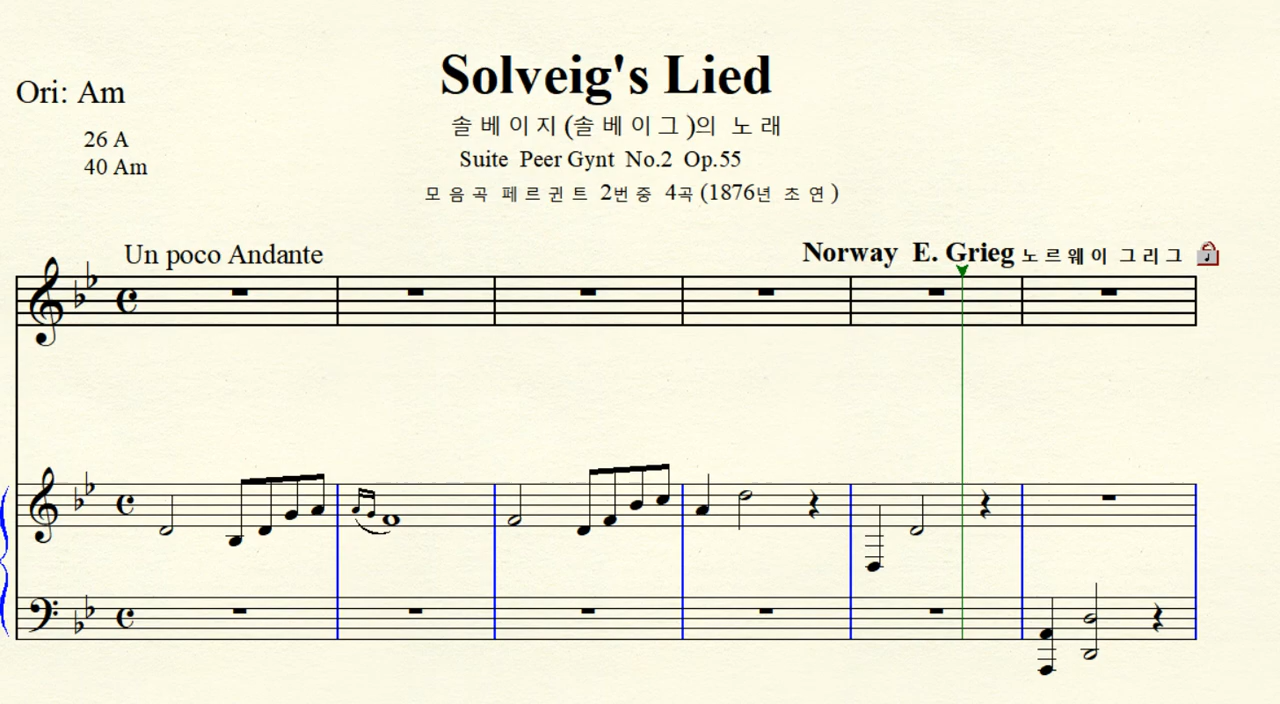 Solveig's Lied
Ori: Am
솔베이지(솔베이그)의 노래
26 A
Suite Peer Gynt No.2 Op.55
40 Am
모음곡 페르귄트 2번중 4곡(1876년 초연)
Un poco Andante
Norway E. Grieg 노르웨이 그리그